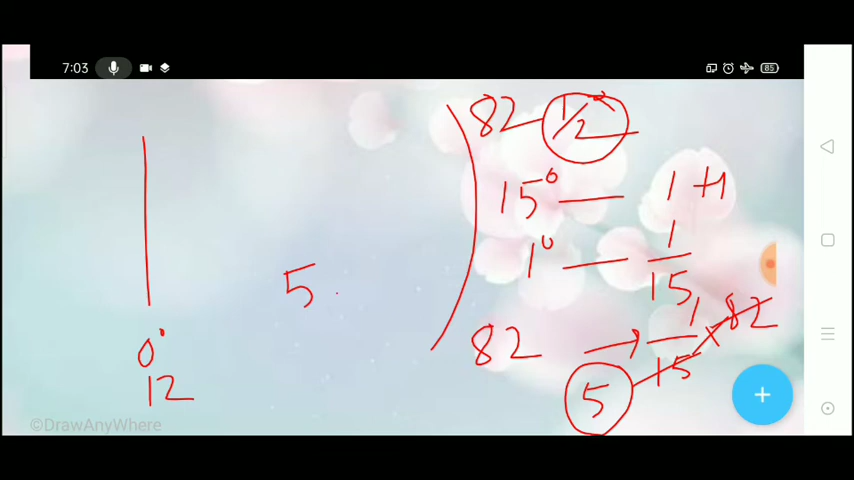 7:03
85
82 1/2
15° — 1 H
1° — 1/15
5
82 → 1/15 × 82
0°
5
12
©DrawAnyWhere